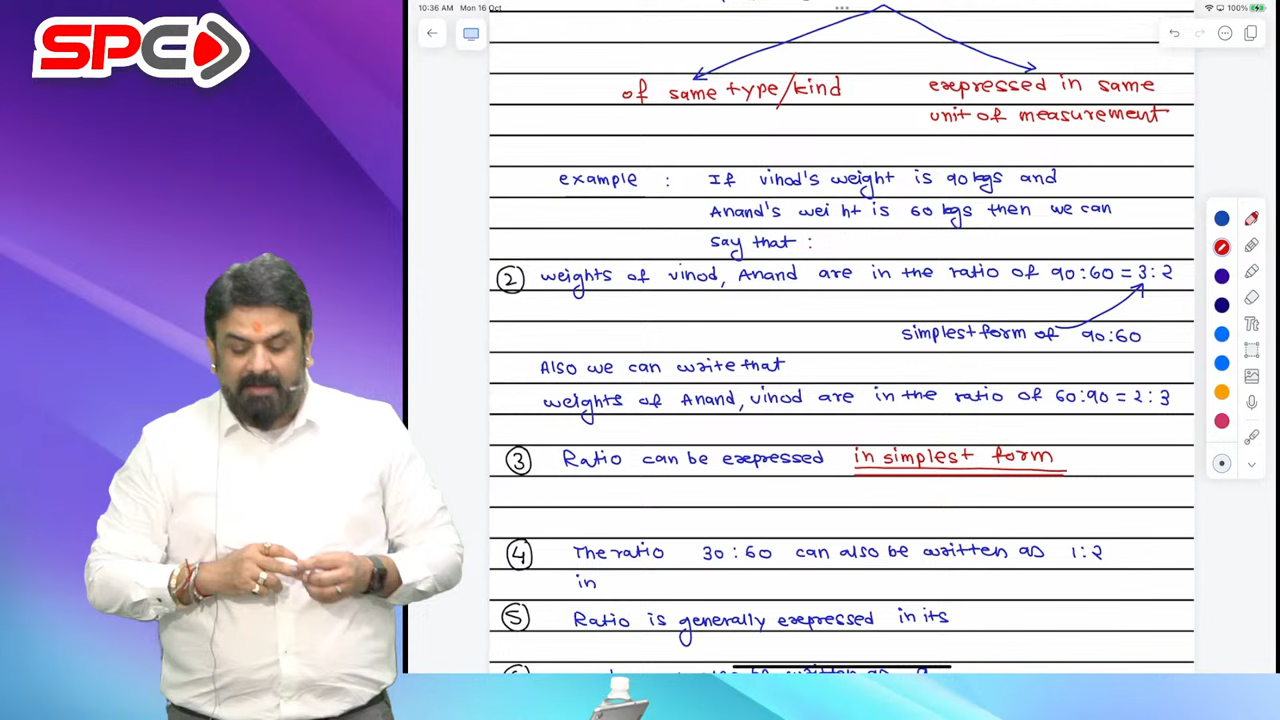 10:36 AM Mon 16 Oct
100%
SPC
of same type/kind
expressed in same
unit of measurement
example : If vinod's weight is 90kgs and
Anand's wei ht is 60 kgs then we can
say that :
② weights of vinod, Anand are in the ratio of 90:60 = 3:2
simplest form of 90:60
Also we can write that
weights of Anand, vinod are in the ratio of 60:90 = 2:3
③ Ratio can be expressed in simplest form
④ The ratio 30:60 can also be written as 1:2
in
⑤ Ratio is generally expressed in its
Tt